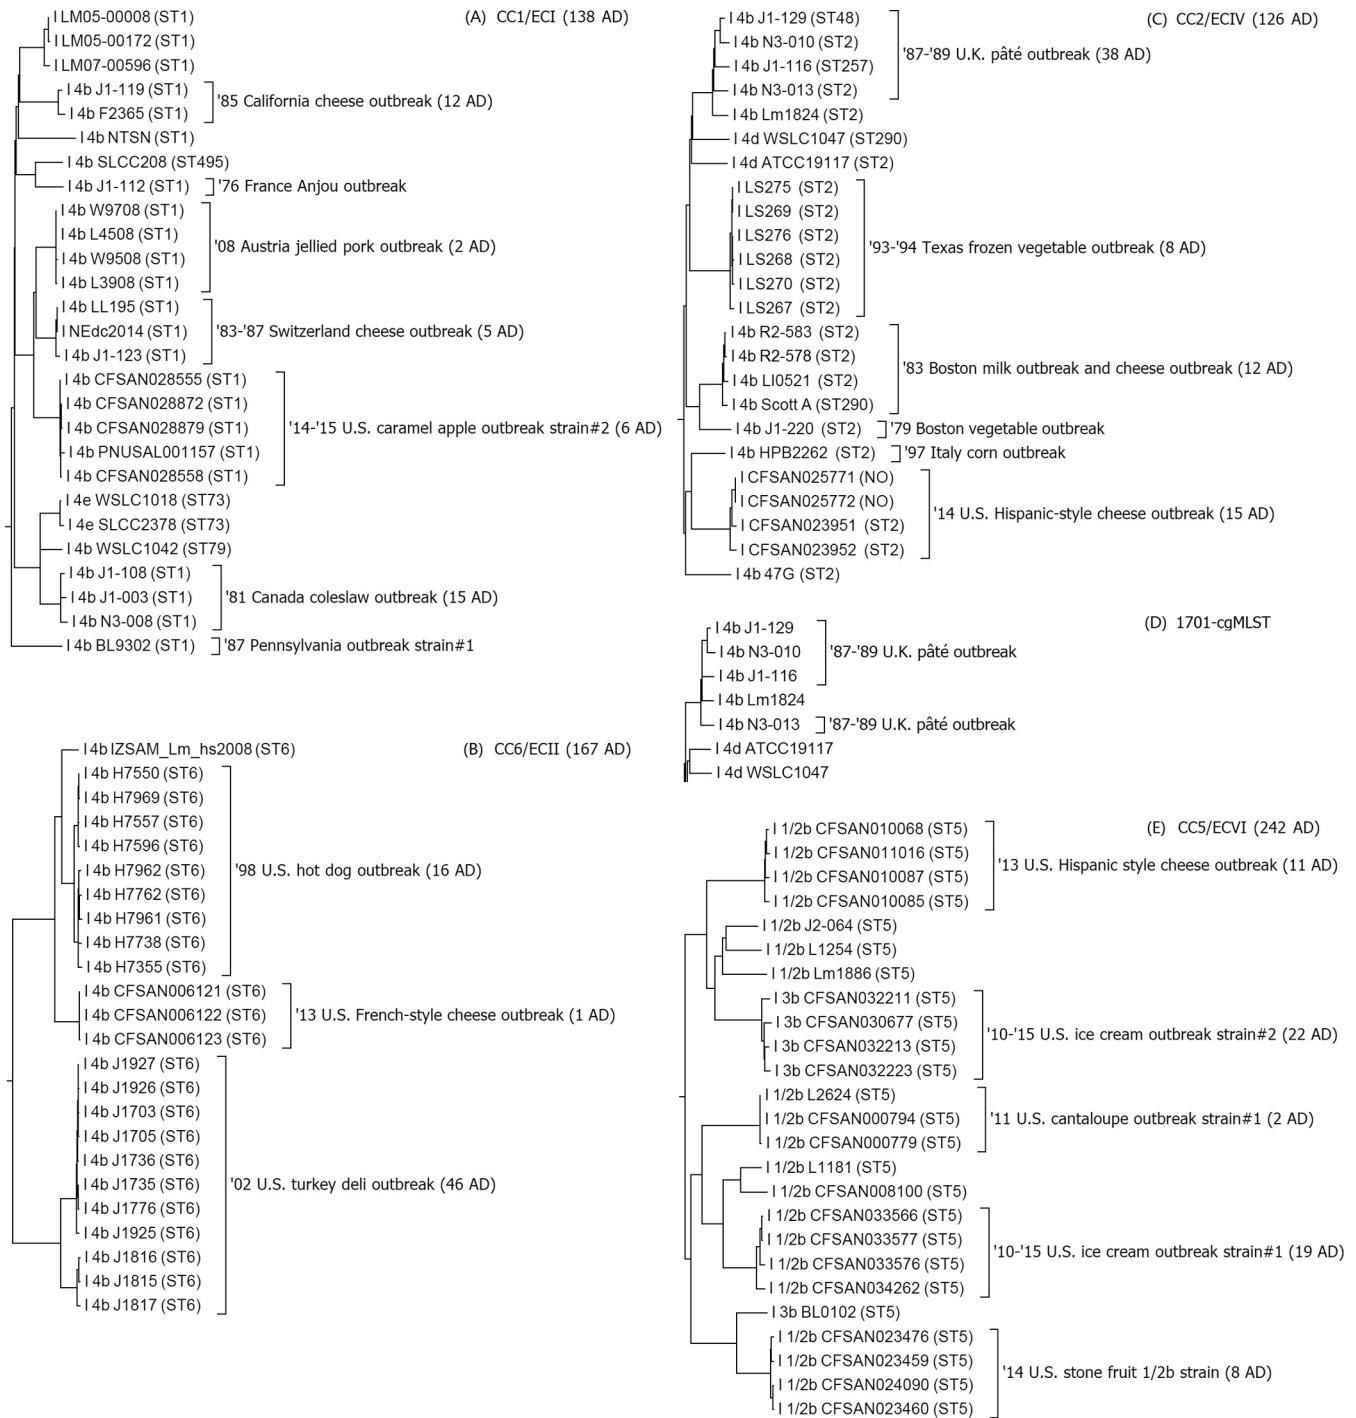 (A) CC1/ECI (138 AD)
I LM05-00008 (ST1)
I LM05-00172 (ST1)
I LM07-00596 (ST1)
I 4b J1-119 (ST1)
I 4b F2365 (ST1)
'85 California cheese outbreak (12 AD)
I 4b NTSN (ST1)
I 4b SLCC208 (ST495)
I 4b J1-112 (ST1)
'76 France Anjou outbreak
I 4b W9708 (ST1)
I 4b L4508 (ST1)
I 4b W9508 (ST1)
I 4b L3908 (ST1)
'08 Austria jellied pork outbreak (2 AD)
I 4b LL195 (ST1)
I NEdc2014 (ST1)
I 4b J1-123 (ST1)
'83-'87 Switzerland cheese outbreak (5 AD)
I 4b CFSAN028555 (ST1)
I 4b CFSAN028872 (ST1)
I 4b CFSAN028879 (ST1)
I 4b PNUSAL001157 (ST1)
I 4b CFSAN028558 (ST1)
'14-'15 U.S. caramel apple outbreak strain#2 (6 AD)
I 4e WSLC1018 (ST73)
I 4e SLCC2378 (ST73)
I 4b WSLC1042 (ST79)
I 4b J1-108 (ST1)
I 4b J1-003 (ST1)
I 4b N3-008 (ST1)
'81 Canada coleslaw outbreak (15 AD)
I 4b BL9302 (ST1)
'87 Pennsylvania outbreak strain#1
(B) CC6/ECII (167 AD)
I 4b IZSAM_Lm_hs2008 (ST6)
I 4b H7550 (ST6)
I 4b H7969 (ST6)
I 4b H7557 (ST6)
I 4b H7596 (ST6)
I 4b H7962 (ST6)
I 4b H7762 (ST6)
I 4b H7961 (ST6)
I 4b H7738 (ST6)
I 4b H7355 (ST6)
'98 U.S. hot dog outbreak (16 AD)
I 4b CFSAN006121 (ST6)
I 4b CFSAN006122 (ST6)
I 4b CFSAN006123 (ST6)
'13 U.S. French-style cheese outbreak (1 AD)
I 4b J1927 (ST6)
I 4b J1926 (ST6)
I 4b J1703 (ST6)
I 4b J1705 (ST6)
I 4b J1736 (ST6)
I 4b J1735 (ST6)
I 4b J1776 (ST6)
I 4b J1925 (ST6)
I 4b J1816 (ST6)
I 4b J1815 (ST6)
I 4b J1817 (ST6)
'02 U.S. turkey deli outbreak (46 AD)
(C) CC2/ECIV (126 AD)
I 4b J1-129 (ST48)
I 4b N3-010 (ST2)
I 4b J1-116 (ST257)
I 4b N3-013 (ST2)
'87-'89 U.K. pâté outbreak (38 AD)
I 4b Lm1824 (ST2)
I 4d WSLC1047 (ST290)
I 4d ATCC19117 (ST2)
I LS275 (ST2)
I LS269 (ST2)
I LS276 (ST2)
I LS268 (ST2)
I LS270 (ST2)
I LS267 (ST2)
'93-'94 Texas frozen vegetable outbreak (8 AD)
I 4b R2-583 (ST2)
I 4b R2-578 (ST2)
I 4b LI0521 (ST2)
I 4b Scott A (ST290)
'83 Boston milk outbreak and cheese outbreak (12 AD)
I 4b J1-220 (ST2)
'79 Boston vegetable outbreak
I 4b HPB2262 (ST2)
'97 Italy corn outbreak
I CFSAN025771 (NO)
I CFSAN025772 (NO)
I CFSAN023951 (ST2)
I CFSAN023952 (ST2)
'14 U.S. Hispanic-style cheese outbreak (15 AD)
I 4b 47G (ST2)
(D) 1701-cgMLST
I 4b J1-129
I 4b N3-010
I 4b J1-116
'87-'89 U.K. pâté outbreak
I 4b Lm1824
I 4b N3-013
'87-'89 U.K. pâté outbreak
I 4d ATCC19117
I 4d WSLC1047
(E) CC5/ECVI (242 AD)
I 1/2b CFSAN010068 (ST5)
I 1/2b CFSAN011016 (ST5)
I 1/2b CFSAN010087 (ST5)
I 1/2b CFSAN010085 (ST5)
'13 U.S. Hispanic style cheese outbreak (11 AD)
I 1/2b J2-064 (ST5)
I 1/2b L1254 (ST5)
I 1/2b Lm1886 (ST5)
I 3b CFSAN032211 (ST5)
I 3b CFSAN030677 (ST5)
I 3b CFSAN032213 (ST5)
I 3b CFSAN032223 (ST5)
'10-'15 U.S. ice cream outbreak strain#2 (22 AD)
I 1/2b L2624 (ST5)
I 1/2b CFSAN000794 (ST5)
I 1/2b CFSAN000779 (ST5)
'11 U.S. cantaloupe outbreak strain#1 (2 AD)
I 1/2b L1181 (ST5)
I 1/2b CFSAN008100 (ST5)
I 1/2b CFSAN033566 (ST5)
I 1/2b CFSAN033577 (ST5)
I 1/2b CFSAN033576 (ST5)
I 1/2b CFSAN034262 (ST5)
'10-'15 U.S. ice cream outbreak strain#1 (19 AD)
I 3b BL0102 (ST5)
I 1/2b CFSAN023476 (ST5)
I 1/2b CFSAN023459 (ST5)
I 1/2b CFSAN024090 (ST5)
I 1/2b CFSAN023460 (ST5)
'14 U.S. stone fruit 1/2b strain (8 AD)